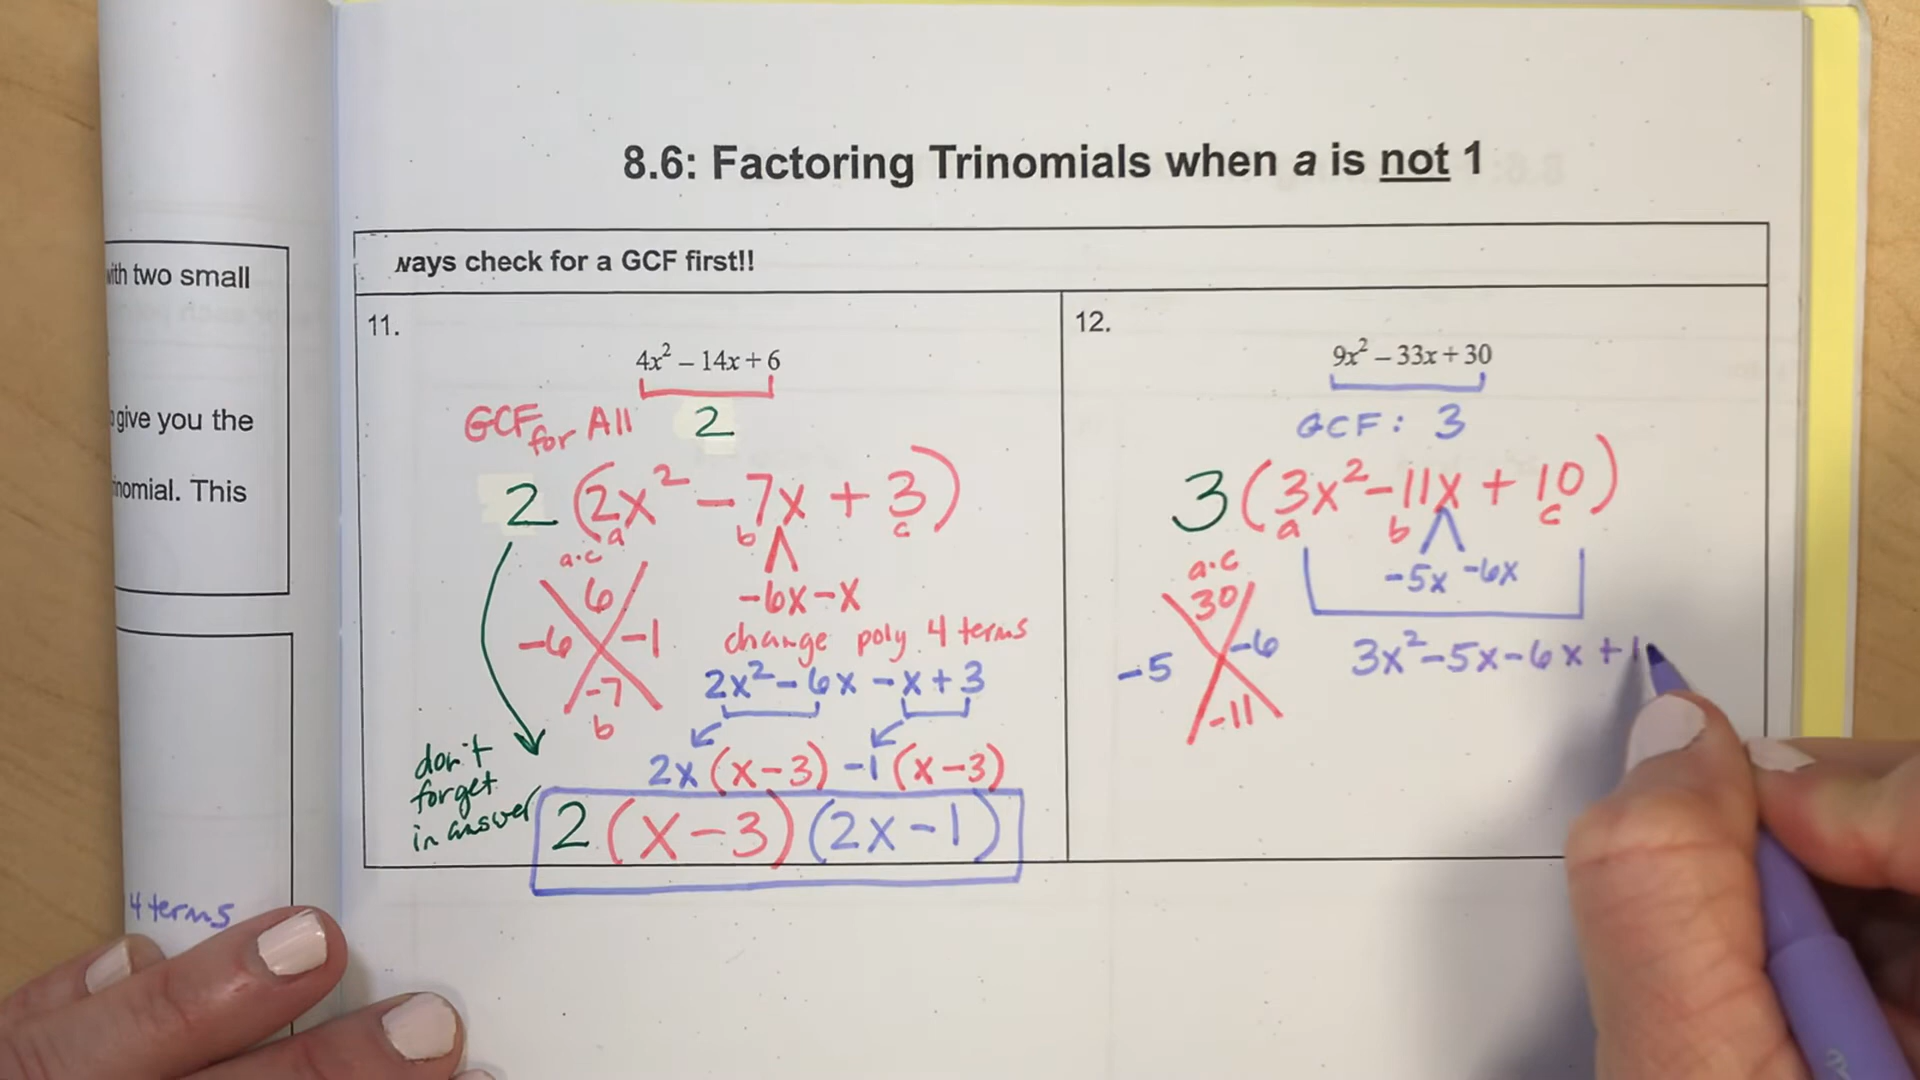 8.6: Factoring Trinomials when a is not 1
ways check for a GCF first!!
with two small
give you the
This
4 terms
11.
4x² – 14x + 6
GCF for All 2
2 (2x² - 7x + 3)
a b c
a·c
6
-6 -1
-7
b
-6x - x
change poly. 4 terms
2x² - 6x - x + 3
2x (x - 3) -1 (x - 3)
don't
forget
in answer
2 (x - 3) (2x - 1)
12.
9x² – 33x + 30
GCF: 3
3 (3x² - 11x + 10)
a b c
a·c
30
-5 -6
-11
-5x -6x
3x² - 5x - 6x + 1